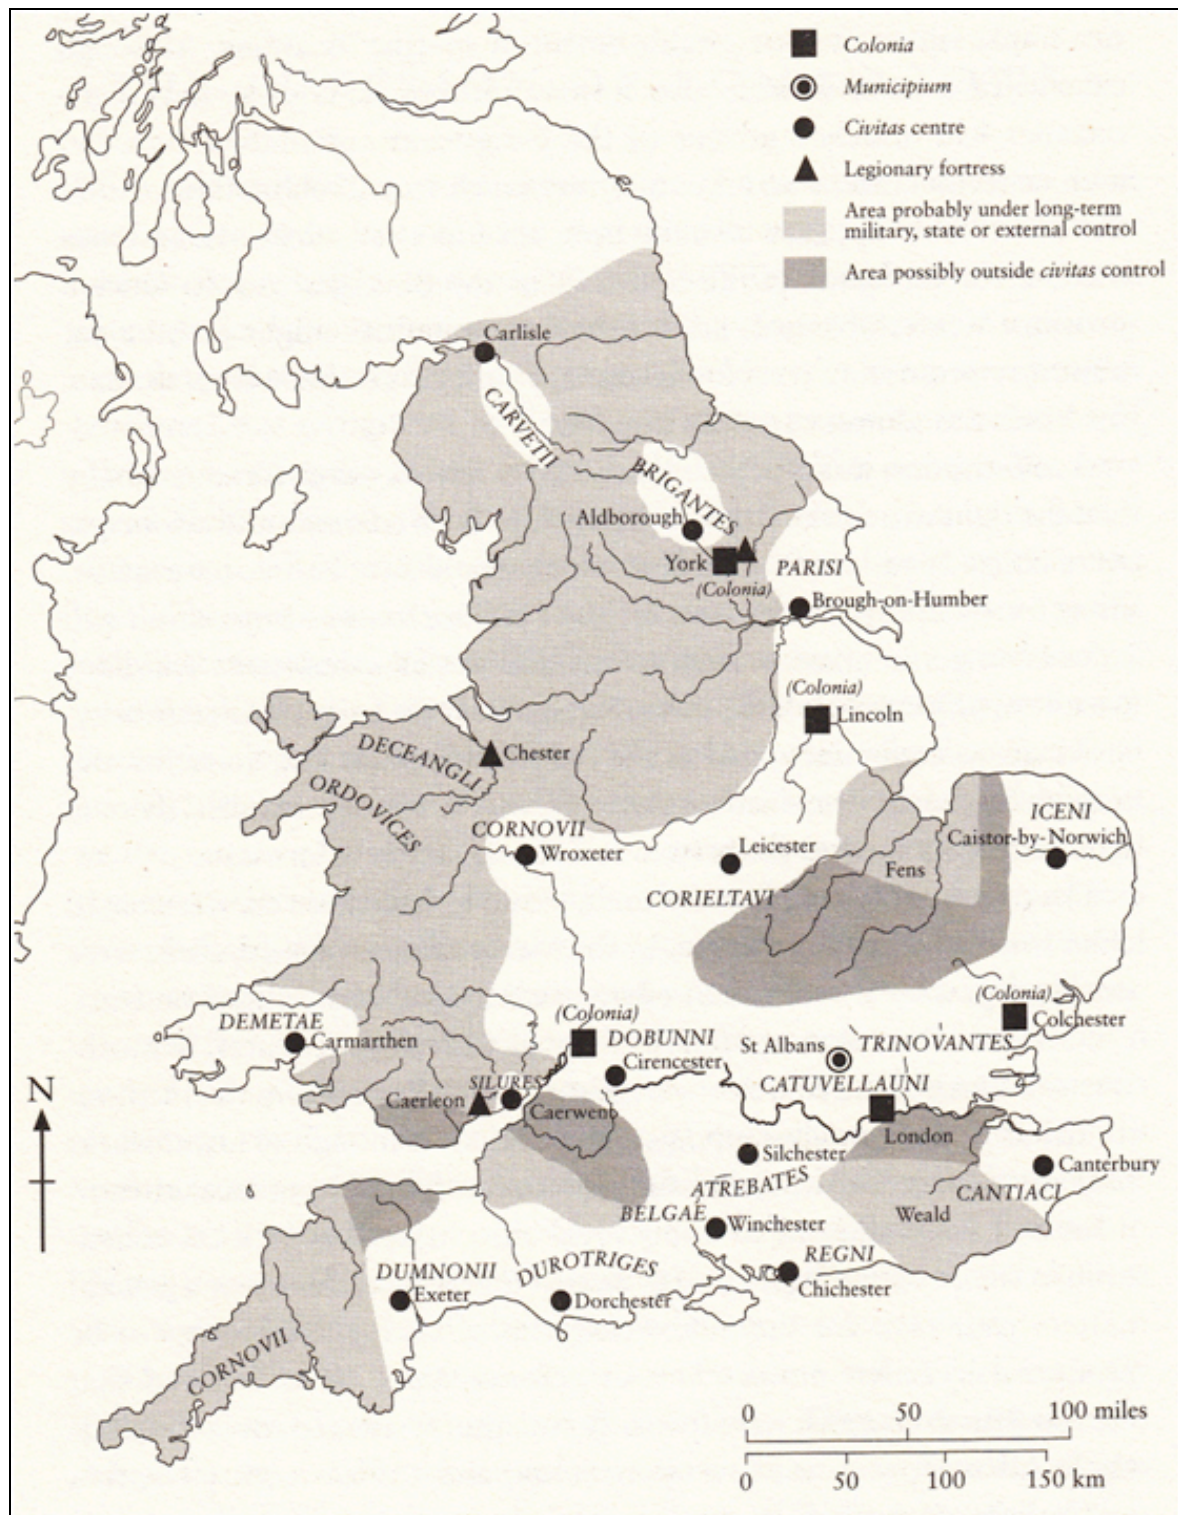 Colonia
Municipium
Civitas centre
Legionary fortress
Area probably under long-term
military, state or external control
Area possibly outside civitas control
Carlisle
CARVETII
BRIGANTES
Aldborough
York
(Colonia)
PARISI
Brough-on-Humber
(Colonia)
Lincoln
DECEANGLI
Chester
ORDOVICES
CORNOVII
Wroxeter
Leicester
CORIELTAVI
Fens
ICENI
Caistor-by-Norwich
(Colonia)
Colchester
DEMETAE
Carmarthen
(Colonia)
DOBUNNI
Cirencester
St Albans
TRINOVANTES
CATUVELLAUNI
SILURES
Caerleon
Caerwent
London
Silchester
ATREBATES
Canterbury
CANTIACI
Weald
BELGAE
Winchester
REGNI
Chichester
DUROTRIGES
Dorchester
DUMNONII
Exeter
CORNOVII
N
0 50 100 miles
0 50 100 150 km